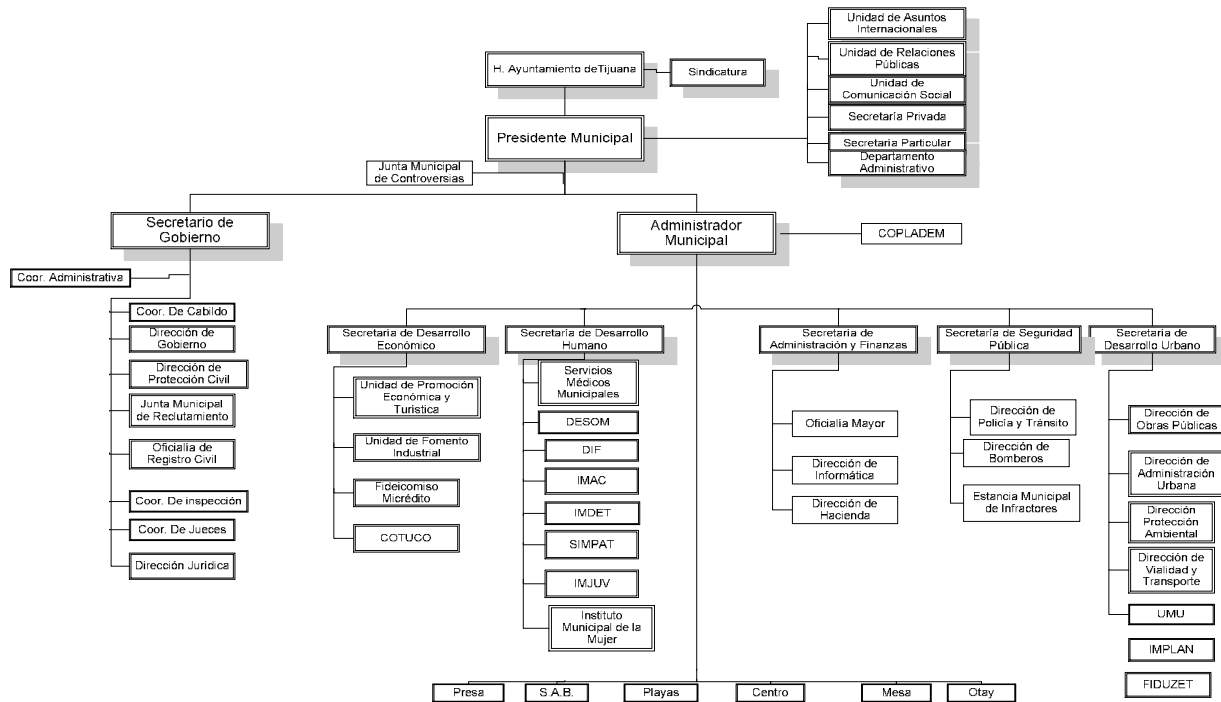 Unidad de Asuntos
Internacionales
Unidad de Relaciones
Públicas
Unidad de
Comunicación Social
Secretaría Privada
Secretaria Particular
Departamento
Administrativo
H. Ayuntamiento deTijuana
Sindicatura
Presidente Municipal
Junta Municipal
de Controversias
Secretario de
Gobierno
Administrador
Municipal
COPLADEM
Coor. Administrativa
Coor. De Cabildo
Dirección de
Gobierno
Dirección de
Protección Civil
Junta Municipal
de Reclutamiento
Oficialia de
Registro Civil
Coor. De inspección
Coor. De Jueces
Dirección Juridica
Secretaria de Desarrollo
Económico
Unidad de Promoción
Económica y
Turística
Unidad de Fomento
Industrial
Fideicomiso
Micrédito
COTUCO
Secretaría de Desarrollo
Humano
Servicios
Médicos
Municipales
DESOM
DIF
IMAC
IMDET
SIMPAT
IMJUV
Instituto
Municipal de la
Mujer
Secretaria de
Administración y Finanzas
Oficialia Mayor
Dirección de
Informática
Dirección de
Hacienda
Secretaría de Seguridad
Pública
Dirección de
Policía y Tránsito
Dirección de
Bomberos
Estancia Municipal
de Infractores
Secretaria de
Desarrollo Urbano
Dirección de
Obras Públicas
Dirección de
Administración
Urbana
Dirección
Protección
Ambiental
Dirección de
Vialidad y
Transporte
UMU
IMPLAN
FIDUZET
Presa
S.A.B.
Playas
Centro
Mesa
Otay